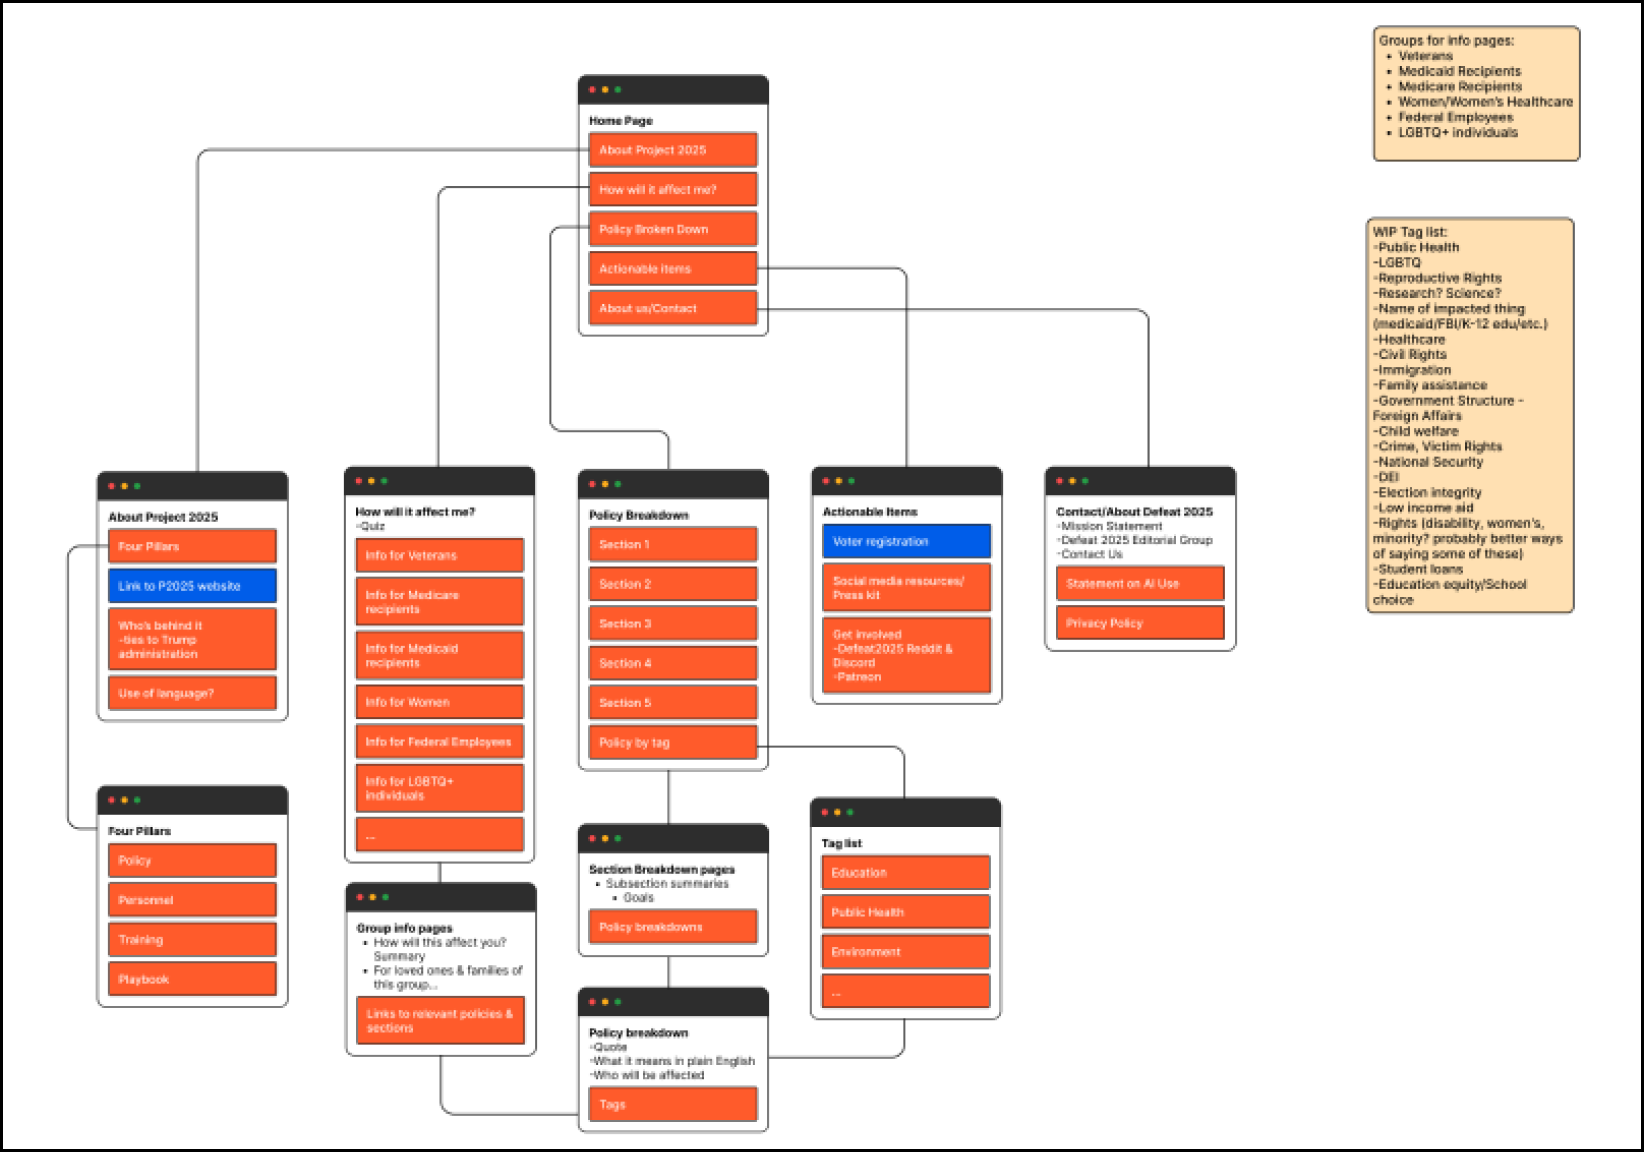 Groups for info pages:
• Veterans
• Medicaid Recipients
• Medicare Recipients
• Women/Women's Healthcare
• Federal Employees
• LGBTQ+ individuals
Home Page
About Project 2025
How will it affect me?
Policy Broken Down
Actionable items
About us/Contact
WIP Tag list:
-Public Health
-LGBTQ
-Reproductive Rights
-Research? Science?
-Name of impacted thing
(medicaid/FBI/K-12 edu/etc.)
-Healthcare
-Civil Rights
-Immigration
-Family assistance
-Government Structure -
Foreign Affairs
-Child welfare
-Crime, Victim Rights
-National Security
-DEI
-Election integrity
-Low income aid
-Rights (disability, women's,
minority? probably better ways
of saying some of these)
-Student loans
-Education equity/School
choice
About Project 2025
Four Pillars
Link to P2025 website
Who's behind it
-ties to Trump
administration
Use of language?
How will it affect me?
-Quiz
Info for Veterans
Info for Medicare
recipients
Info for Medicaid
recipients
Info for Women
Info for Federal Employees
Info for LGBTQ+
individuals
...
Policy Breakdown
Section 1
Section 2
Section 3
Section 4
Section 5
Policy by tag
Actionable Items
Voter registration
Social media resources/
Press kit
Get involved
-Defeat2025 Reddit &
Discord
-Patreon
Contact/About Defeat 2025
-Mission Statement
-Defeat 2025 Editorial Group
-Contact Us
Statement on AI Use
Privacy Policy
Four Pillars
Policy
Personnel
Training
Playbook
Group info pages
• How will this affect you?
Summary
• For loved ones & families of
this group...
Links to relevant policies &
sections
Section Breakdown pages
• Subsection summaries
• Goals
Policy breakdowns
Tag list
Education
Public Health
Environment
...
Policy breakdown
-Quote
-What it means in plain English
-Who will be affected
Tags